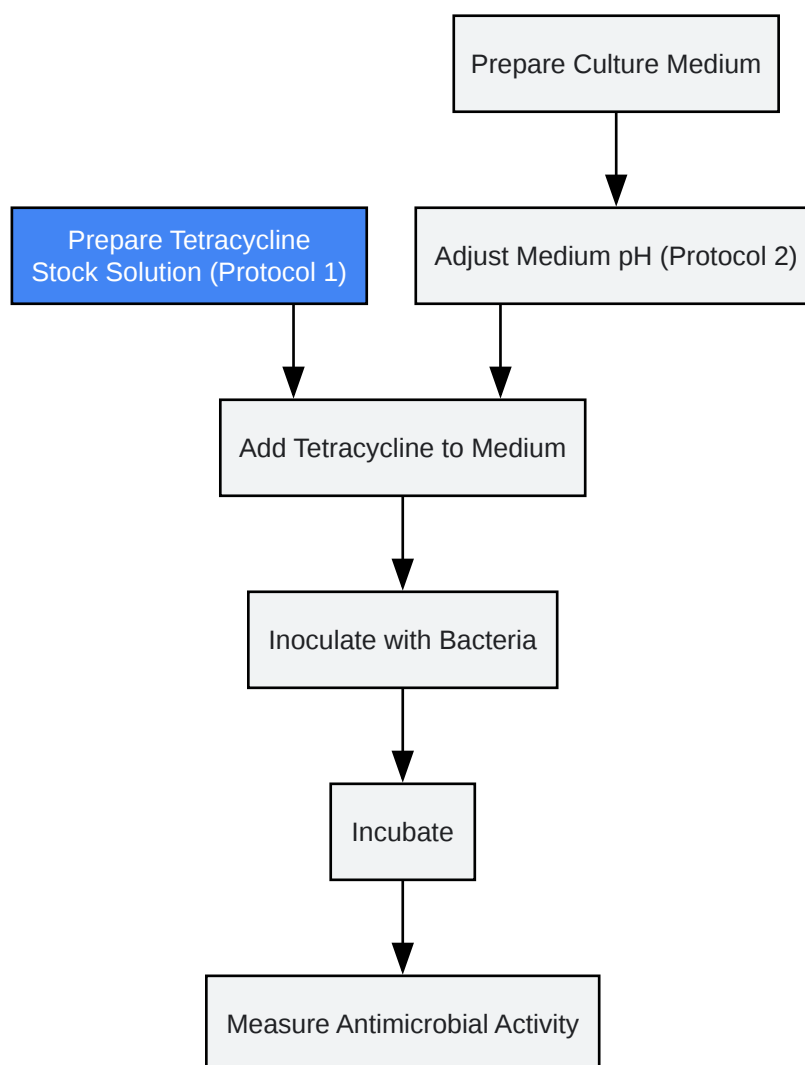 Prepare Culture Medium
Prepare Tetracycline
Stock Solution (Protocol 1)
Adjust Medium pH (Protocol 2)
Add Tetracycline to Medium
Inoculate with Bacteria
Incubate
Measure Antimicrobial Activity